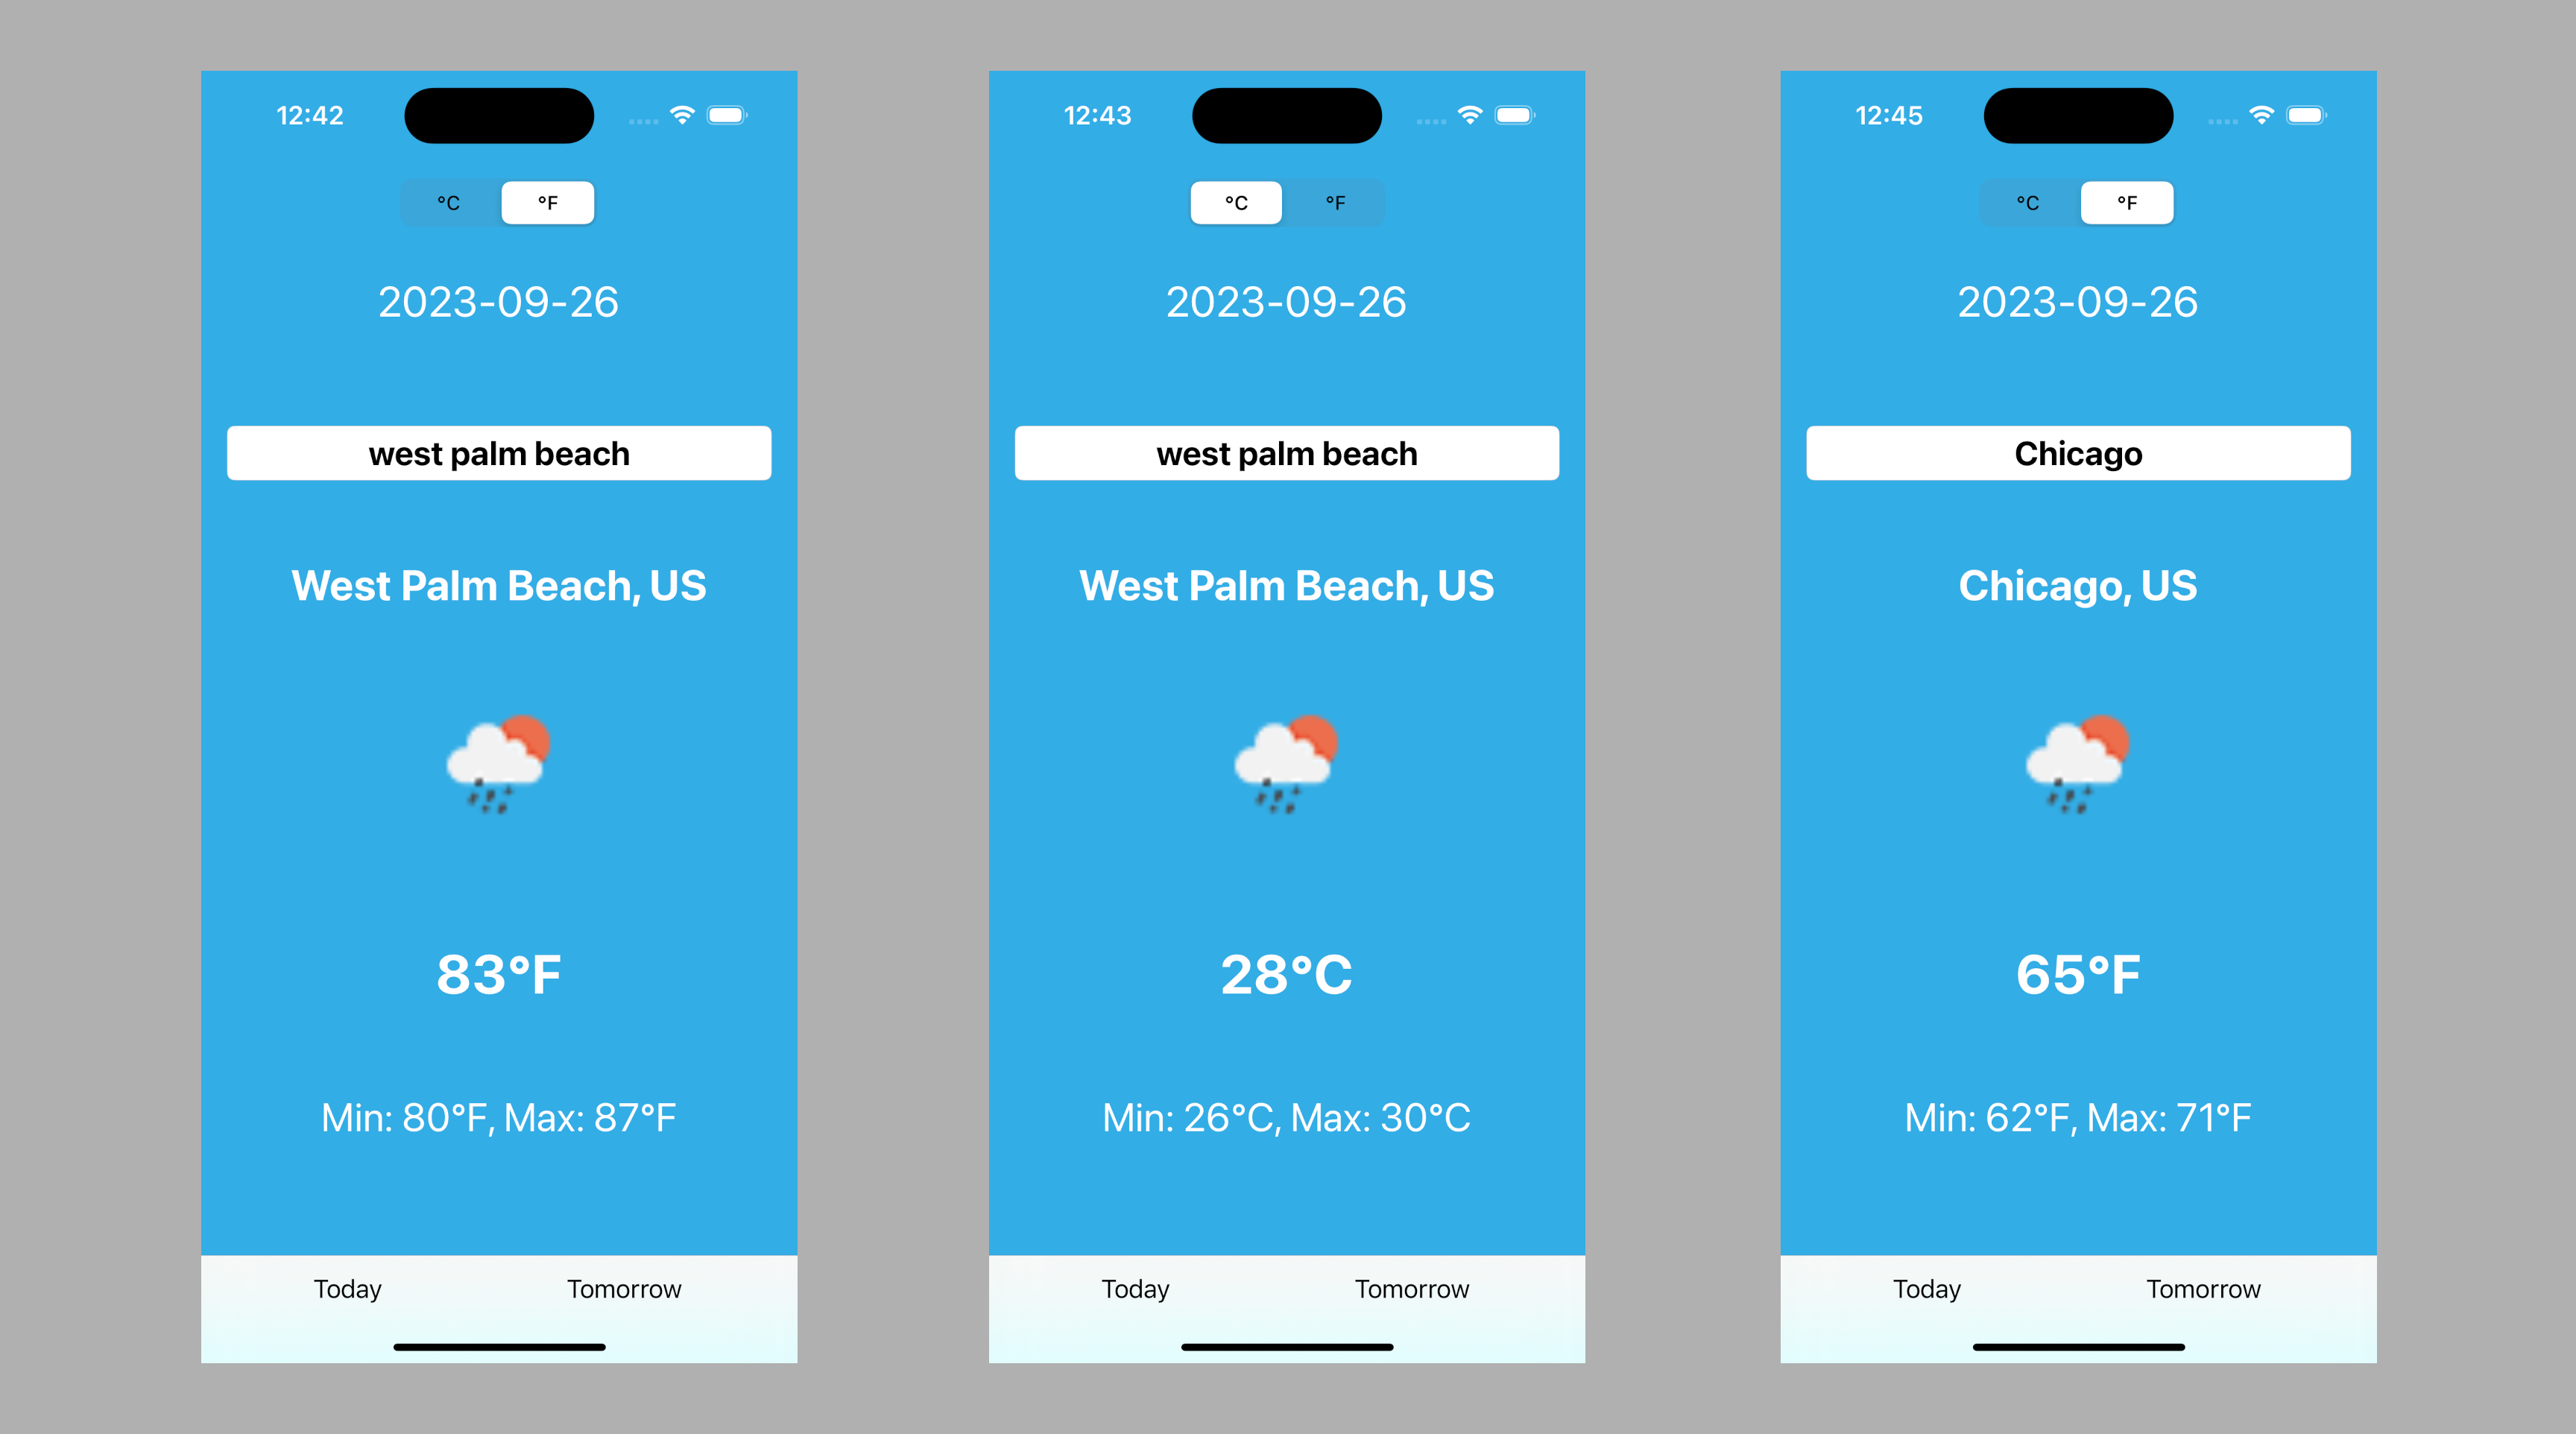 12:42
°C °F
2023-09-26
west palm beach
West Palm Beach, US
83°F
Min: 80°F, Max: 87°F
Today Tomorrow
12:43
°C °F
2023-09-26
west palm beach
West Palm Beach, US
28°C
Min: 26°C, Max: 30°C
Today Tomorrow
12:45
°C °F
2023-09-26
Chicago
Chicago, US
65°F
Min: 62°F, Max: 71°F
Today Tomorrow